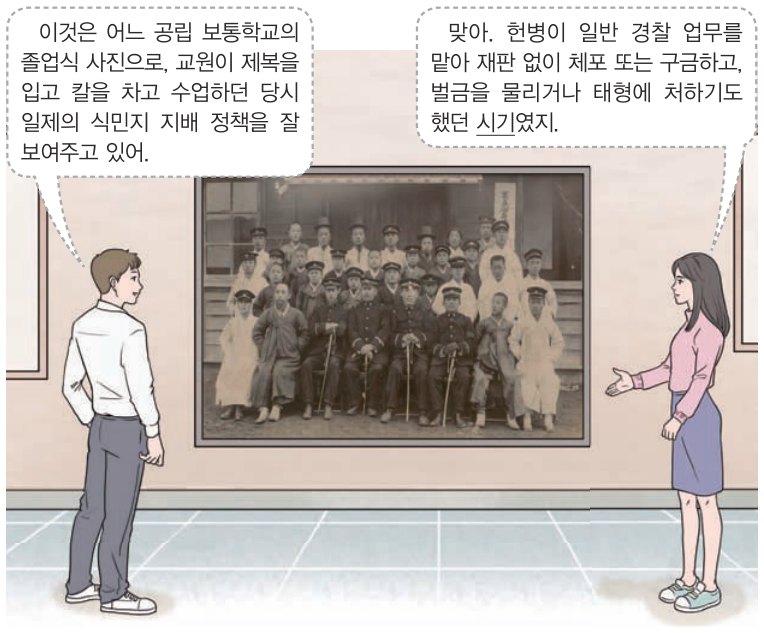 이것은 어느 공립 보통학교의
졸업식 사진으로, 교원이 제복을
입고 칼을 차고 수업하던 당시
일제의 식민지 지배 정책을 잘
보여주고 있어.
맞아. 헌병이 일반 경찰 업무를
맡아 재판 없이 체포 또는 구금하고,
벌금을 물리거나 태형에 처하기도
했던 시기였지.